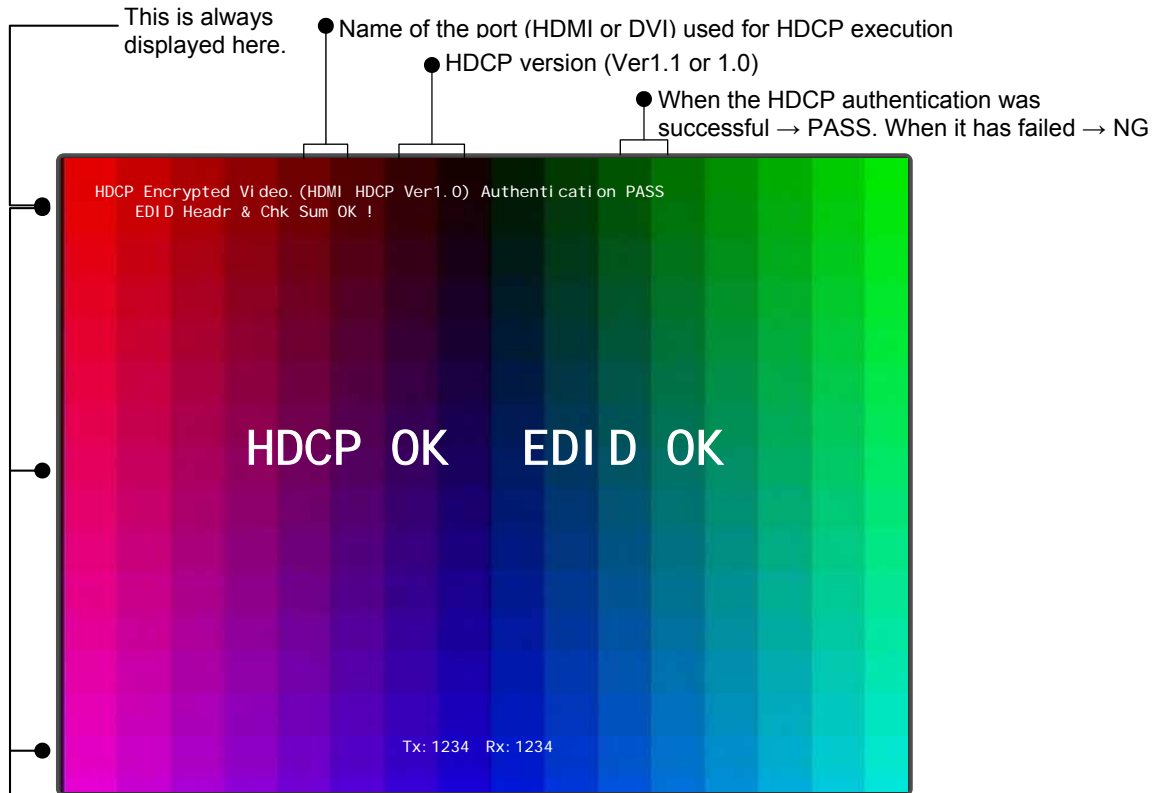 This is always
displayed here.
Name of the port (HDMI or DVI) used for HDCP execution
HDCP version (Ver1.1 or 1.0)
When the HDCP authentication was
successful → PASS. When it has failed → NG
HDCP Encrypted Video.(HDMI HDCP Ver1.0) Authentication PASS
EDID Headr & Chk Sum OK !
HDCP OK EDID OK
Tx:1234 Rx:1234